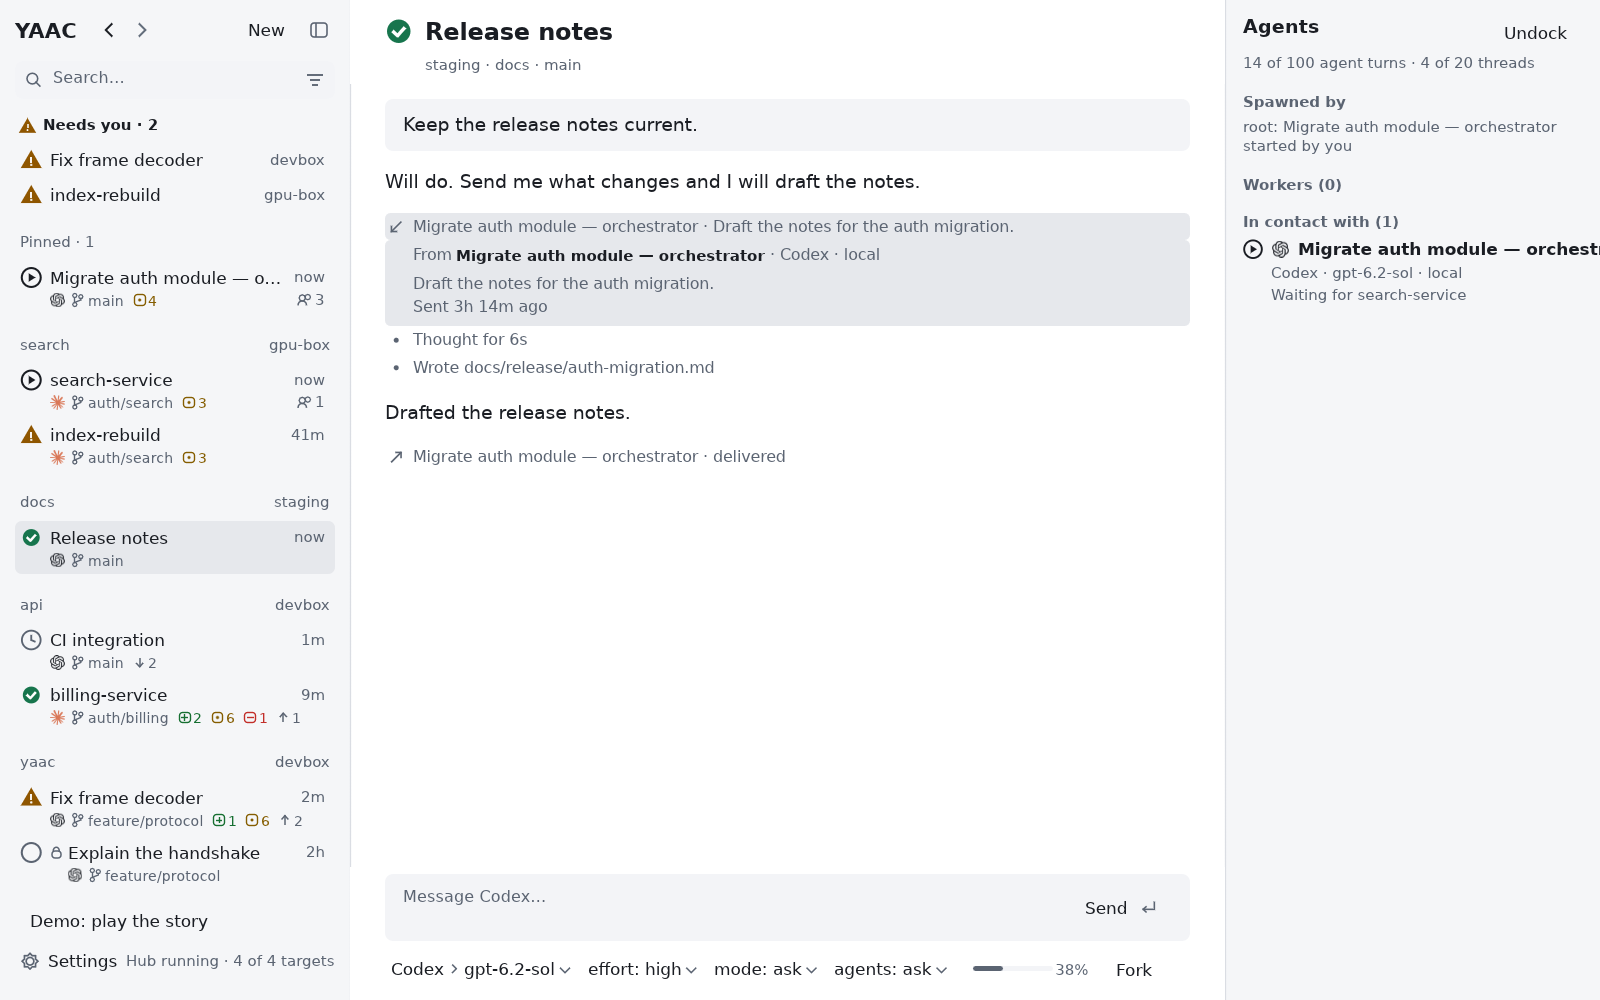 YAAC
New
Search...
Needs you · 2
Fix frame decoder devbox
index-rebuild gpu-box
Pinned · 1
Migrate auth module — o... now
main 4 3
search gpu-box
search-service now
auth/search 3 1
index-rebuild 41m
auth/search 3
docs staging
Release notes now
main
api devbox
CI integration 1m
main 2
billing-service 9m
auth/billing 2 6 1 1
yaac devbox
Fix frame decoder 2m
feature/protocol 1 6 2
Explain the handshake 2h
feature/protocol
Demo: play the story
Settings Hub running · 4 of 4 targets
Release notes
staging · docs · main
Keep the release notes current.
Will do. Send me what changes and I will draft the notes.
Migrate auth module — orchestrator · Draft the notes for the auth migration.
From Migrate auth module — orchestrator · Codex · local
Draft the notes for the auth migration.
Sent 3h 14m ago
Thought for 6s
Wrote docs/release/auth-migration.md
Drafted the release notes.
Migrate auth module — orchestrator · delivered
Message Codex...
Send
Codex gpt-6.2-sol effort: high mode: ask agents: ask 38% Fork
Agents
Undock
14 of 100 agent turns · 4 of 20 threads
Spawned by
root: Migrate auth module — orchestrator
started by you
Workers (0)
In contact with (1)
Migrate auth module — orchest
Codex · gpt-6.2-sol · local
Waiting for search-service